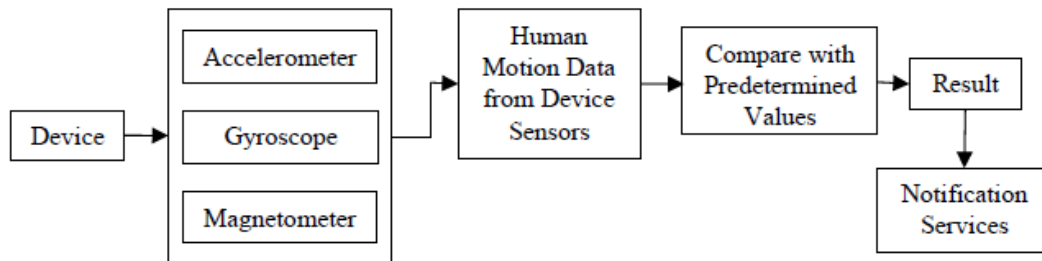 Device
Accelerometer
Gyroscope
Magnetometer
Human
Motion Data
from Device
Sensors
Compare with
Predetermined
Values
Result
Notification
Services